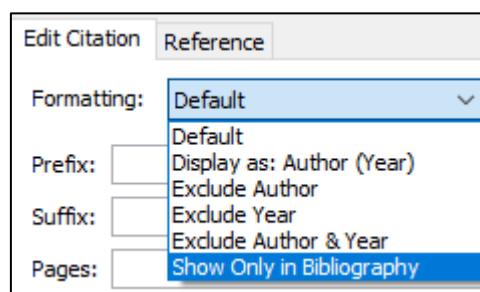 Edit Citation Reference
Formatting: Default
Default
Prefix: Display as: Author (Year)
Exclude Author
Suffix: Exclude Year
Exclude Author & Year
Pages: Show Only in Bibliography